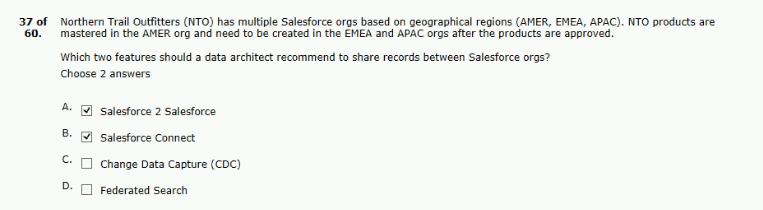 37 of 60. Northern Trail Outfitters (NTO) has multiple Salesforce orgs based on geographical regions (AMER, EMEA, APAC). NTO products are
mastered in the AMER org and need to be created in the EMEA and APAC orgs after the products are approved.
Which two features should a data architect recommend to share records between Salesforce orgs?
Choose 2 answers
A. Salesforce 2 Salesforce
B. Salesforce Connect
C. Change Data Capture (CDC)
D. Federated Search